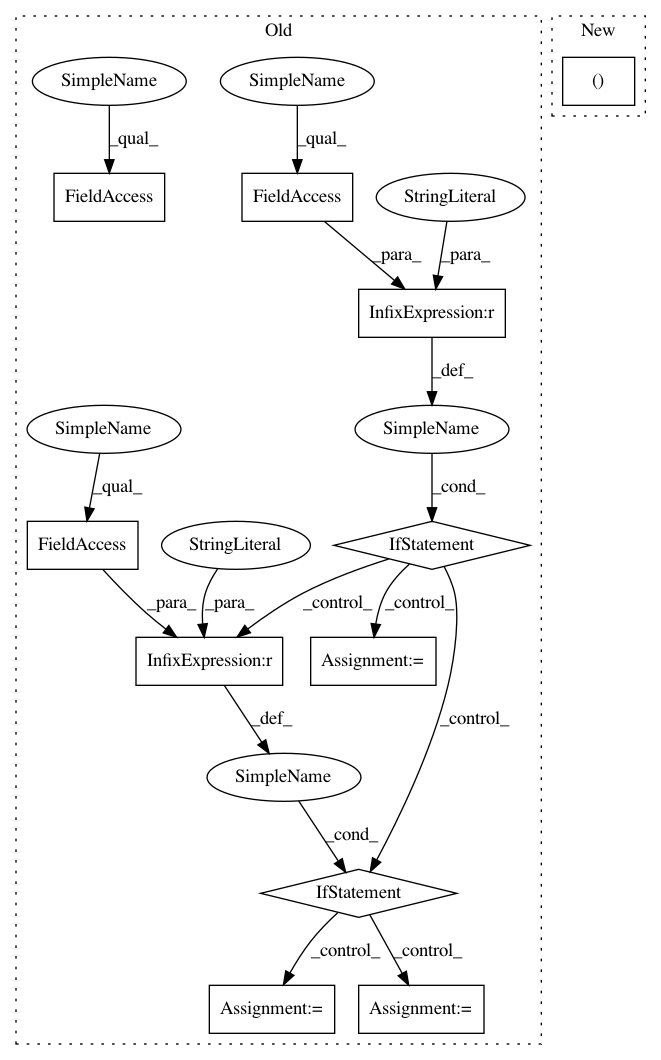 Old
New
SimpleName
SimpleName
()
_qual_
_qual_
FieldAccess
FieldAccess
StringLiteral
_para_
_para_
InfixExpression:r
_def_
SimpleName
SimpleName
_qual_
_cond_
FieldAccess
StringLiteral
IfStatement
_para_
_para_
_control_
_control_
InfixExpression:r
Assignment:=
_def_
_control_
SimpleName
_cond_
IfStatement
_control_
_control_
Assignment:=
Assignment:=